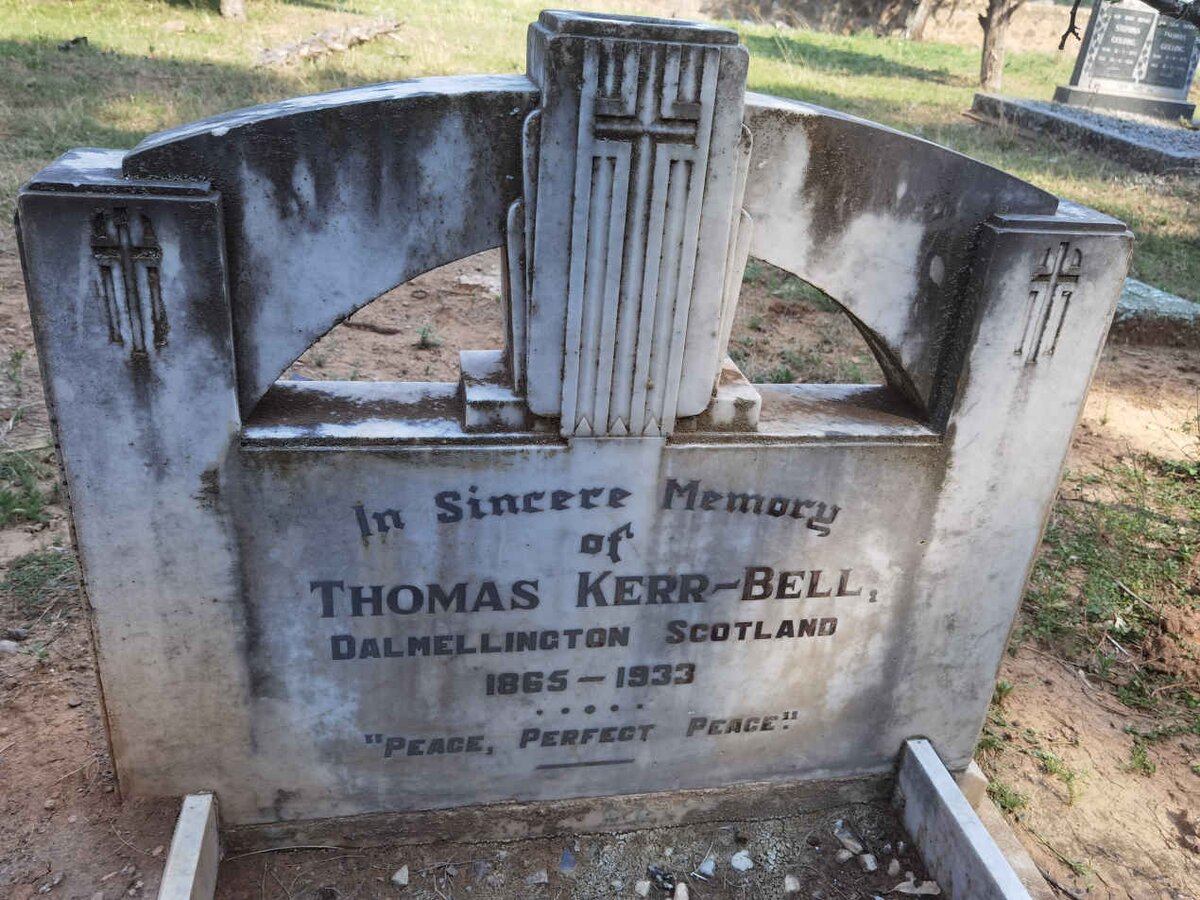 In Sincere Memory
of
THOMAS KERR-BELL,
DALMELLINGTON SCOTLAND
1865 — 1933
"PEACE, PERFECT PEACE."